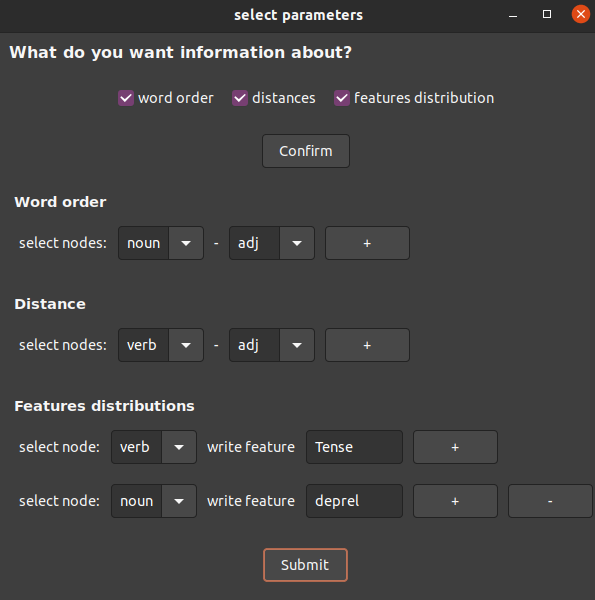 select parameters
What do you want information about?
word order distances features distribution
Confirm
Word order
select nodes: noun - adj +
Distance
select nodes: verb - adj +
Features distributions
select node: verb write feature Tense +
select node: noun write feature deprel + -
Submit